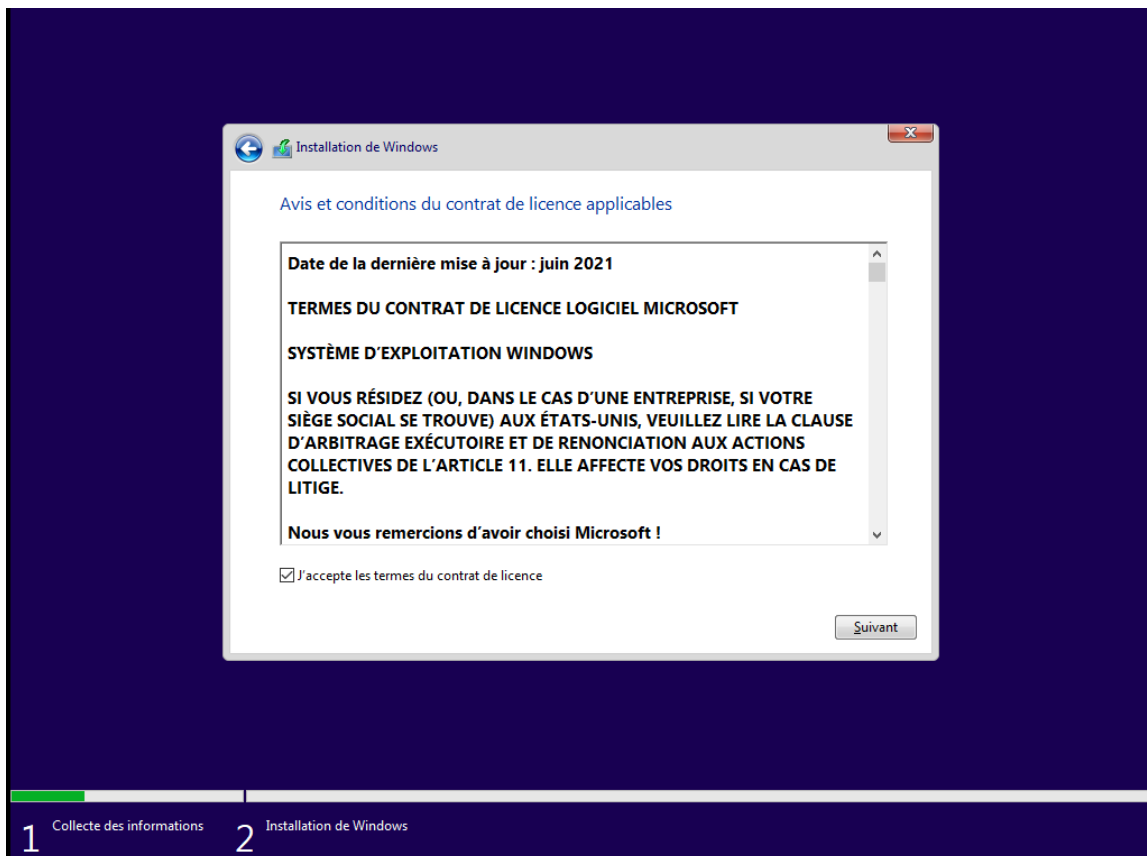 Installation de Windows
Avis et conditions du contrat de licence applicables
Date de la dernière mise à jour : juin 2021
TERMES DU CONTRAT DE LICENCE LOGICIEL MICROSOFT
SYSTÈME D’EXPLOITATION WINDOWS
SI VOUS RÉSIDEZ (OU, DANS LE CAS D’UNE ENTREPRISE, SI VOTRE
SIÈGE SOCIAL SE TROUVE) AUX ÉTATS-UNIS, VEUILLEZ LIRE LA CLAUSE
D’ARBITRAGE EXÉCUTOIRE ET DE RENONCIATION AUX ACTIONS
COLLECTIVES DE L’ARTICLE 11. ELLE AFFECTE VOS DROITS EN CAS DE
LITIGE.
Nous vous remercions d’avoir choisi Microsoft !
J'accepte les termes du contrat de licence
Suivant
1 Collecte des informations
2 Installation de Windows